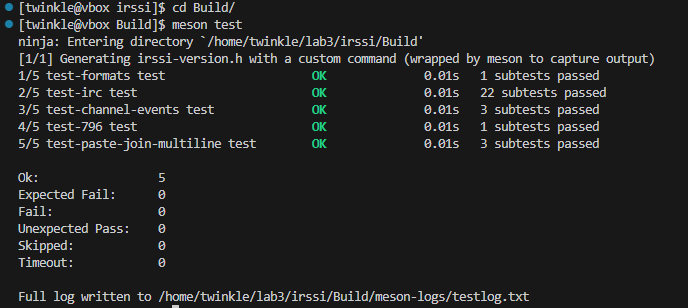 [twinkle@vbox irssi]$ cd Build/
[twinkle@vbox Build]$ meson test
ninja: Entering directory `/home/twinkle/lab3/irssi/Build'
[1/1] Generating irssi-version.h with a custom command (wrapped by meson to capture output)
1/5 test-formats test                   OK              0.01s   1 subtests passed
2/5 test-irc test                       OK              0.01s   22 subtests passed
3/5 test-channel-events test            OK              0.01s   3 subtests passed
4/5 test-796 test                       OK              0.01s   1 subtests passed
5/5 test-paste-join-multiline test      OK              0.01s   3 subtests passed

Ok:                 5
Expected Fail:      0
Fail:               0
Unexpected Pass:    0
Skipped:            0
Timeout:            0

Full log written to /home/twinkle/lab3/irssi/Build/meson-logs/testlog.txt